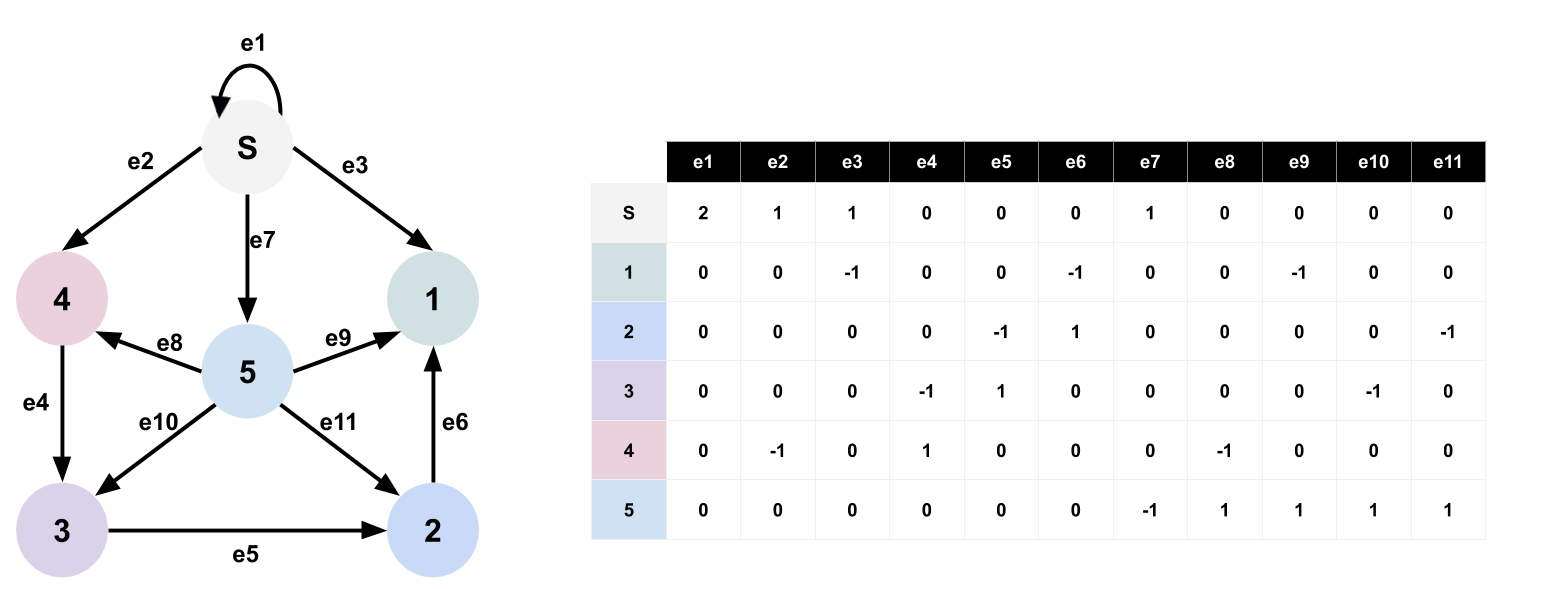 e1
S
e2
e3
e7
4
1
e8
e9
5
e4
e10
e11
e6
3
2
e5
e1 e2 e3 e4 e5 e6 e7 e8 e9 e10 e11
S 2 1 1 0 0 0 1 0 0 0 0
1 0 0 -1 0 0 -1 0 0 -1 0 0
2 0 0 0 0 -1 1 0 0 0 0 -1
3 0 0 0 -1 1 0 0 0 0 -1 0
4 0 -1 0 1 0 0 0 -1 0 0 0
5 0 0 0 0 0 0 -1 1 1 1 1